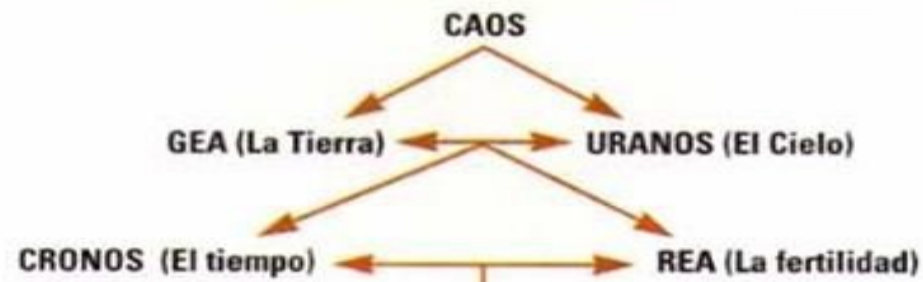 CAOS
GEA (La Tierra) URANOS (El Cielo)
CRONOS (El tiempo) REA (La fertilidad)